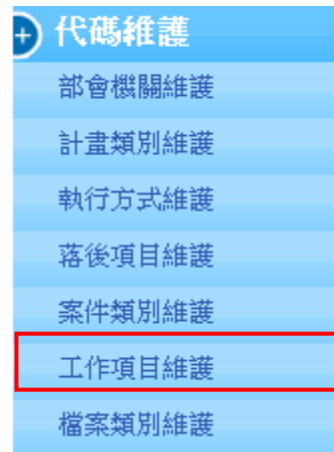 代碼維護
部會機關維護
計畫類別維護
執行方式維護
落後項目維護
案件類別維護
工作項目維護
檔案類別維護